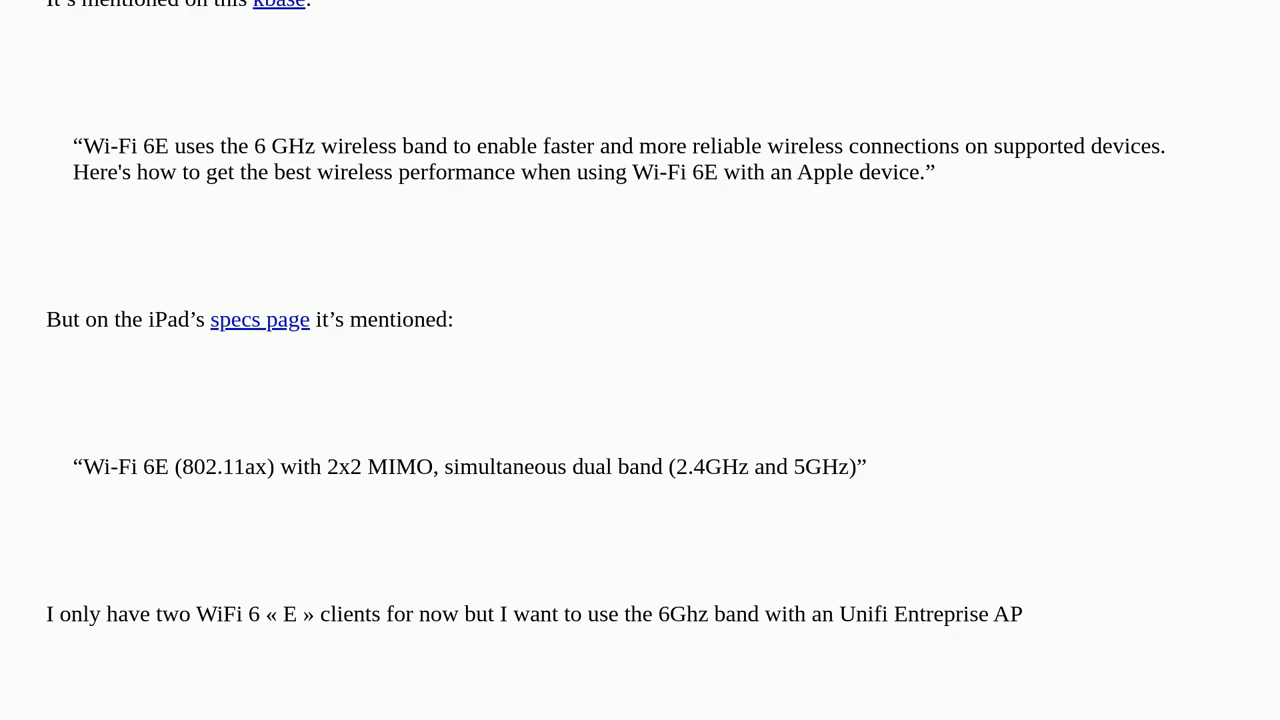 It's mentioned on this kbase:
“Wi-Fi 6E uses the 6 GHz wireless band to enable faster and more reliable wireless connections on supported devices.
Here's how to get the best wireless performance when using Wi-Fi 6E with an Apple device.”
But on the iPad’s specs page it’s mentioned:
“Wi-Fi 6E (802.11ax) with 2x2 MIMO, simultaneous dual band (2.4GHz and 5GHz)”
I only have two WiFi 6 « E » clients for now but I want to use the 6Ghz band with an Unifi Entreprise AP